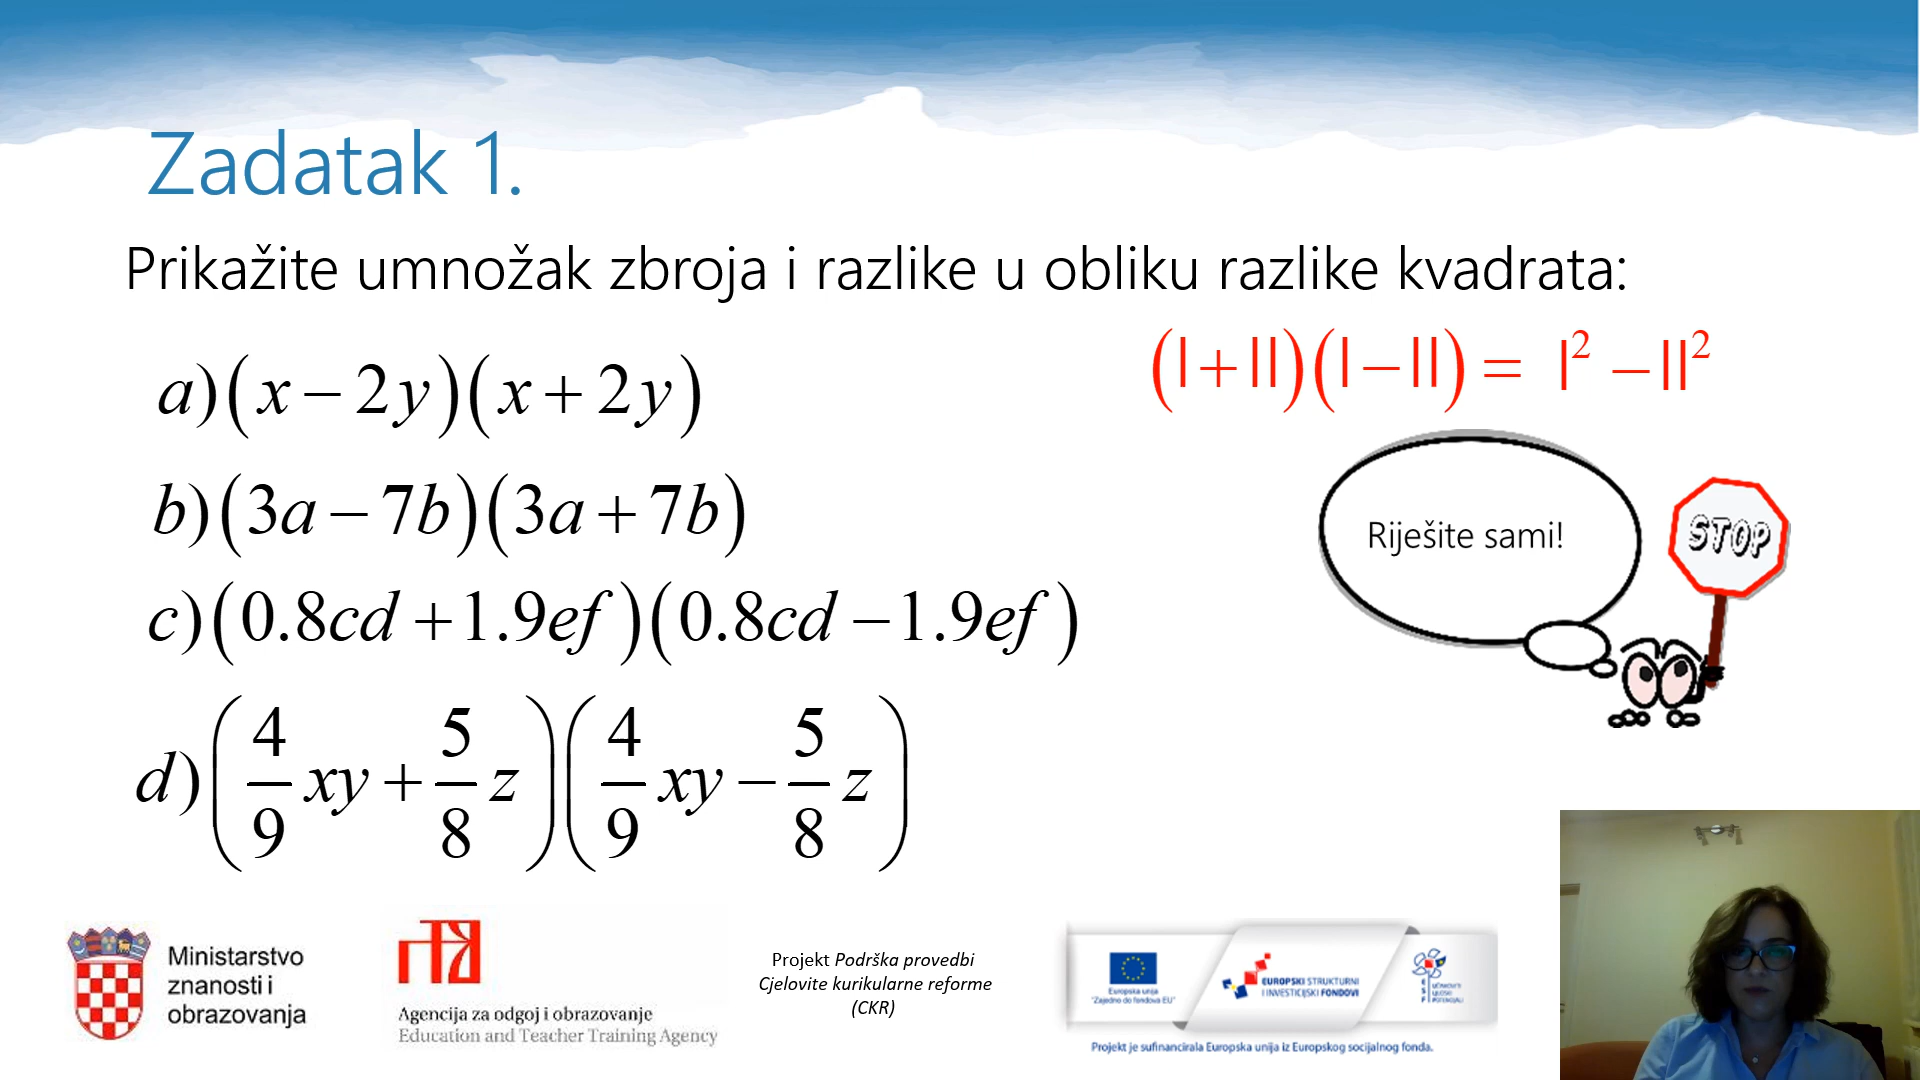 Zadatak 1.
Prikažite umnožak zbroja i razlike u obliku razlike kvadrata:
(I+II)(I−II) = I² −II²
a)(x−2y)(x+2y)
b)(3a−7b)(3a+7b)
c)(0.8cd+1.9ef)(0.8cd−1.9ef)
d)(4/9 xy+5/8 z)(4/9 xy−5/8 z)
Riješite sami!
STOP
Ministarstvo
znanosti i
obrazovanja
Agencija za odgoj i obrazovanje
Education and Teacher Training Agency
Projekt Podrška provedbi
Cjelovite kurikularne reforme
(CKR)
Europska unija
"Zajedno do fondova EU"
EUROPSKI STRUKTURNI
I INVESTICIJSKI FONDOVI
ESF
Projekt je sufinancirala Europska unija iz Europskog socijalnog fonda.